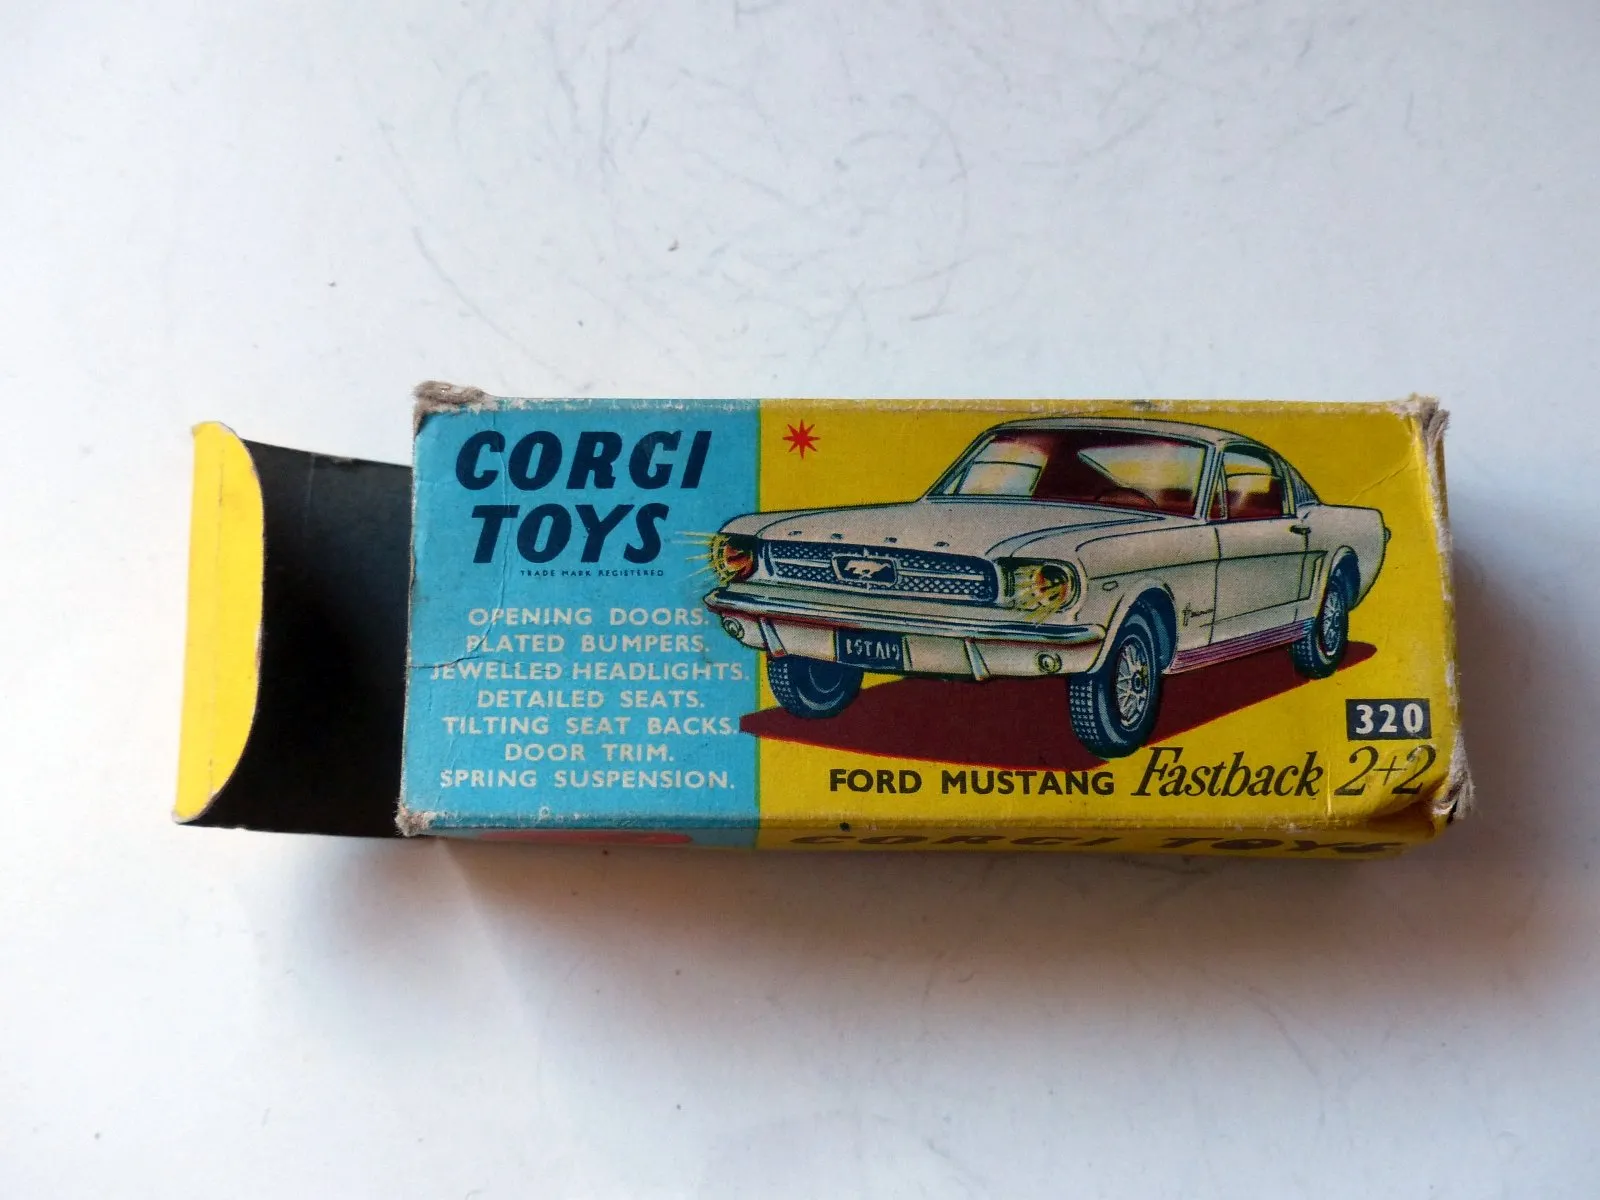 CORGI
TOYS
TRADE MARK REGISTERED
OPENING DOORS.
PLATED BUMPERS.
JEWELLED HEADLIGHTS.
DETAILED SEATS.
TILTING SEAT BACKS.
DOOR TRIM.
SPRING SUSPENSION.
320
FORD MUSTANG Fastback 2+2
CORGI TOYS